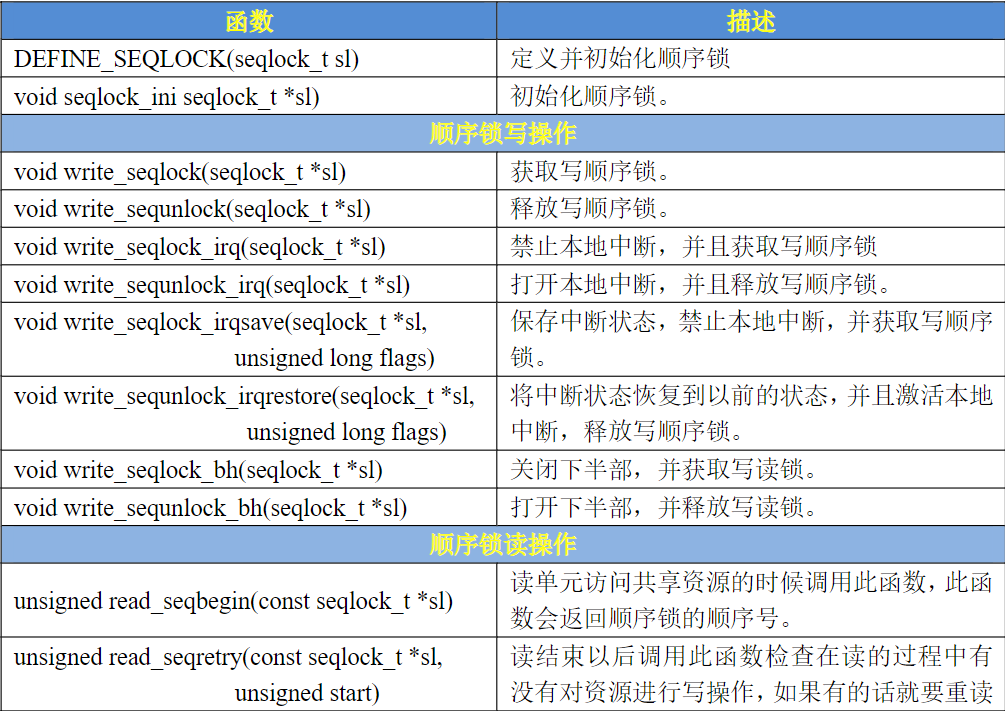 函数 描述
DEFINE_SEQLOCK(seqlock_t sl) 定义并初始化顺序锁
void seqlock_ini seqlock_t *sl) 初始化顺序锁。
顺序锁写操作
void write_seqlock(seqlock_t *sl) 获取写顺序锁。
void write_sequnlock(seqlock_t *sl) 释放写顺序锁。
void write_seqlock_irq(seqlock_t *sl) 禁止本地中断，并且获取写顺序锁
void write_sequnlock_irq(seqlock_t *sl) 打开本地中断，并且释放写顺序锁。
void write_seqlock_irqsave(seqlock_t *sl, 保存中断状态，禁止本地中断，并获取写顺序
unsigned long flags) 锁。
void write_sequnlock_irqrestore(seqlock_t *sl, 将中断状态恢复到以前的状态，并且激活本地
unsigned long flags) 中断，释放写顺序锁。
void write_seqlock_bh(seqlock_t *sl) 关闭下半部，并获取写读锁。
void write_sequnlock_bh(seqlock_t *sl) 打开下半部，并释放写读锁。
顺序锁读操作
unsigned read_seqbegin(const seqlock_t *sl) 读单元访问共享资源的时候调用此函数，此函
数会返回顺序锁的顺序号。
unsigned read_seqretry(const seqlock_t *sl, 读结束以后调用此函数检查在读的过程中有
unsigned start) 没有对资源进行写操作，如果有的话就要重读